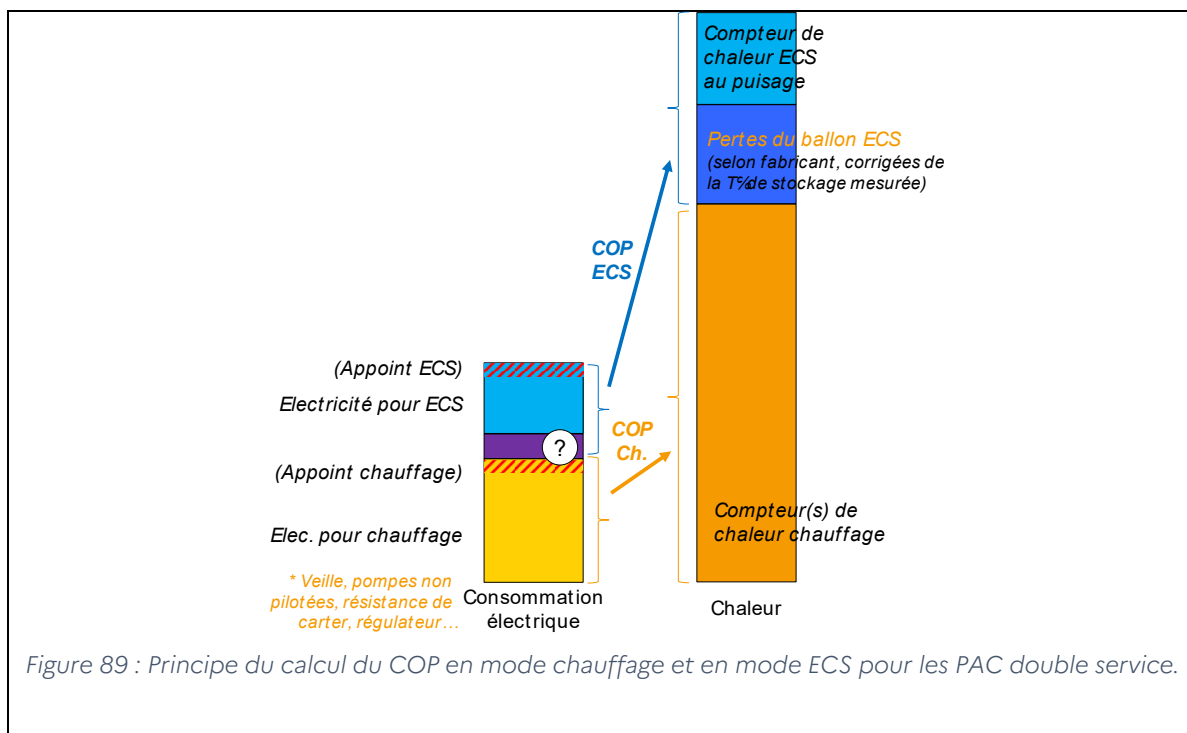 Compteur de
chaleur ECS
au puisage
Pertes du ballon ECS
(selon fabricant, corrigées de
la T% de stockage mesurée)
COP
ECS
(Appoint ECS)
Electricité pour ECS
COP
Ch.
?
(Appoint chauffage)
Elec. pour chauffage
Compteur(s) de
chaleur chauffage
* Veille, pompes non
pilotées, résistance de
carter, régulateur…
Consommation
électrique
Chaleur
Figure 89 : Principe du calcul du COP en mode chauffage et en mode ECS pour les PAC double service.